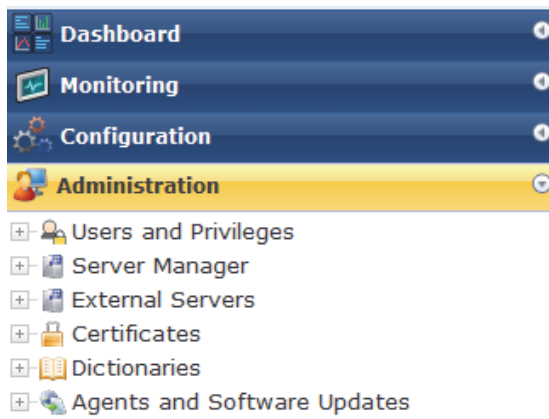 Dashboard
Monitoring
Configuration
Administration
Users and Privileges
Server Manager
External Servers
Certificates
Dictionaries
Agents and Software Updates